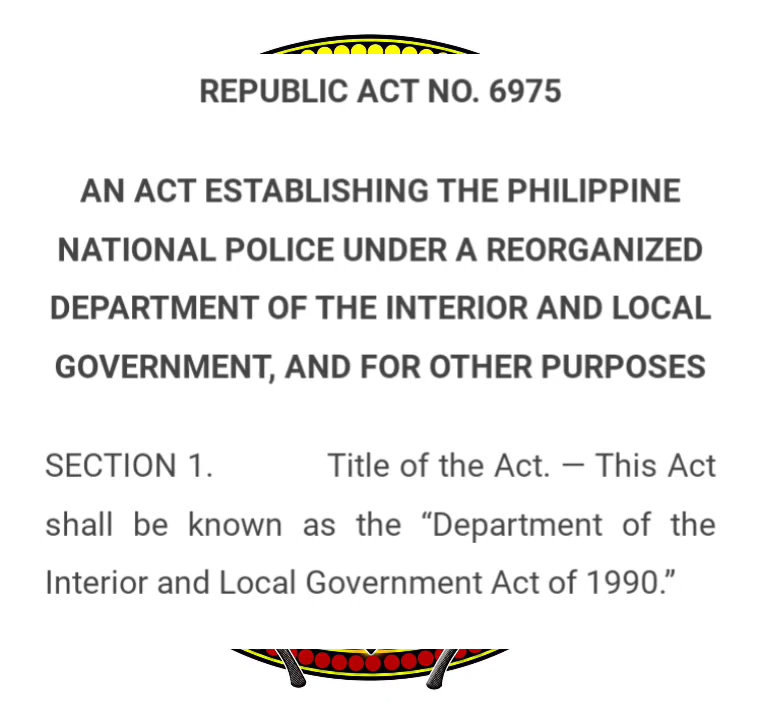 REPUBLIC ACT NO. 6975
AN ACT ESTABLISHING THE PHILIPPINE
NATIONAL POLICE UNDER A REORGANIZED
DEPARTMENT OF THE INTERIOR AND LOCAL
GOVERNMENT, AND FOR OTHER PURPOSES
SECTION 1. Title of the Act. — This Act
shall be known as the “Department of the
Interior and Local Government Act of 1990.”